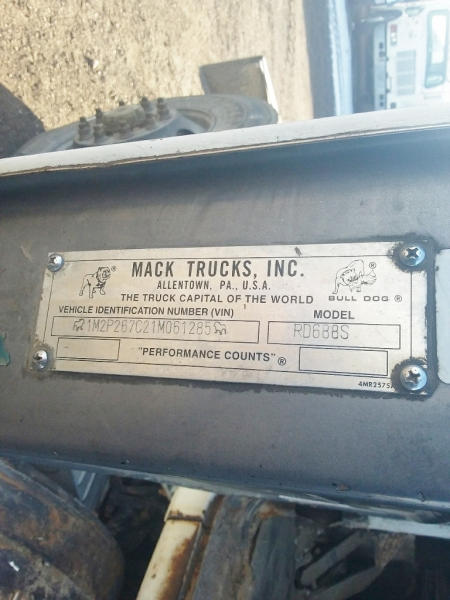 MACK TRUCKS, INC.
ALLENTOWN, PA., U.S.A.
THE TRUCK CAPITAL OF THE WORLD
BULL DOG ®
VEHICLE IDENTIFICATION NUMBER (VIN)
MODEL
1M2P267C21M061285
RD688S
"PERFORMANCE COUNTS"®